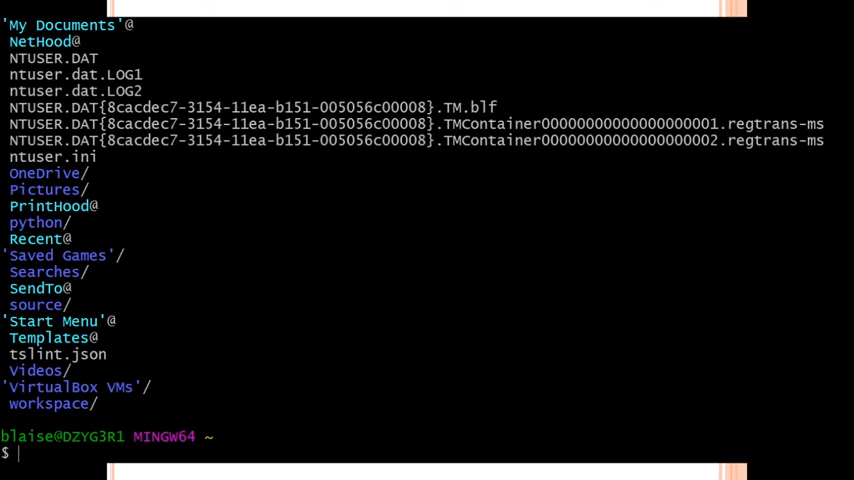 'My Documents'@
NetHood@
NTUSER.DAT
ntuser.dat.LOG1
ntuser.dat.LOG2
NTUSER.DAT{8cacdec7-3154-11ea-b151-005056c00008}.TM.blf
NTUSER.DAT{8cacdec7-3154-11ea-b151-005056c00008}.TMContainer00000000000000000001.regtrans-ms
NTUSER.DAT{8cacdec7-3154-11ea-b151-005056c00008}.TMContainer00000000000000000002.regtrans-ms
ntuser.ini
OneDrive/
Pictures/
PrintHood@
python/
Recent@
'Saved Games'/
Searches/
SendTo@
source/
'Start Menu'@
Templates@
tslint.json
Videos/
'VirtualBox VMs'/
workspace/
blaise@DZYG3R1 MINGW64 ~
$